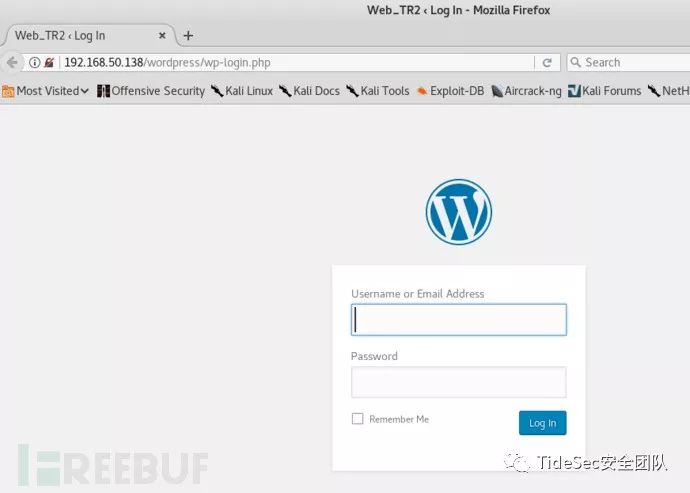 Web_TR2 ‹ Log In - Mozilla Firefox
Web_TR2 ‹ Log In
192.168.50.138/wordpress/wp-login.php
Search
Most Visited Offensive Security Kali Linux Kali Docs Kali Tools Exploit-DB Aircrack-ng Kali Forums NetH
Username or Email Address
Password
Remember Me
Log In
FREEBUF
TideSec安全团队